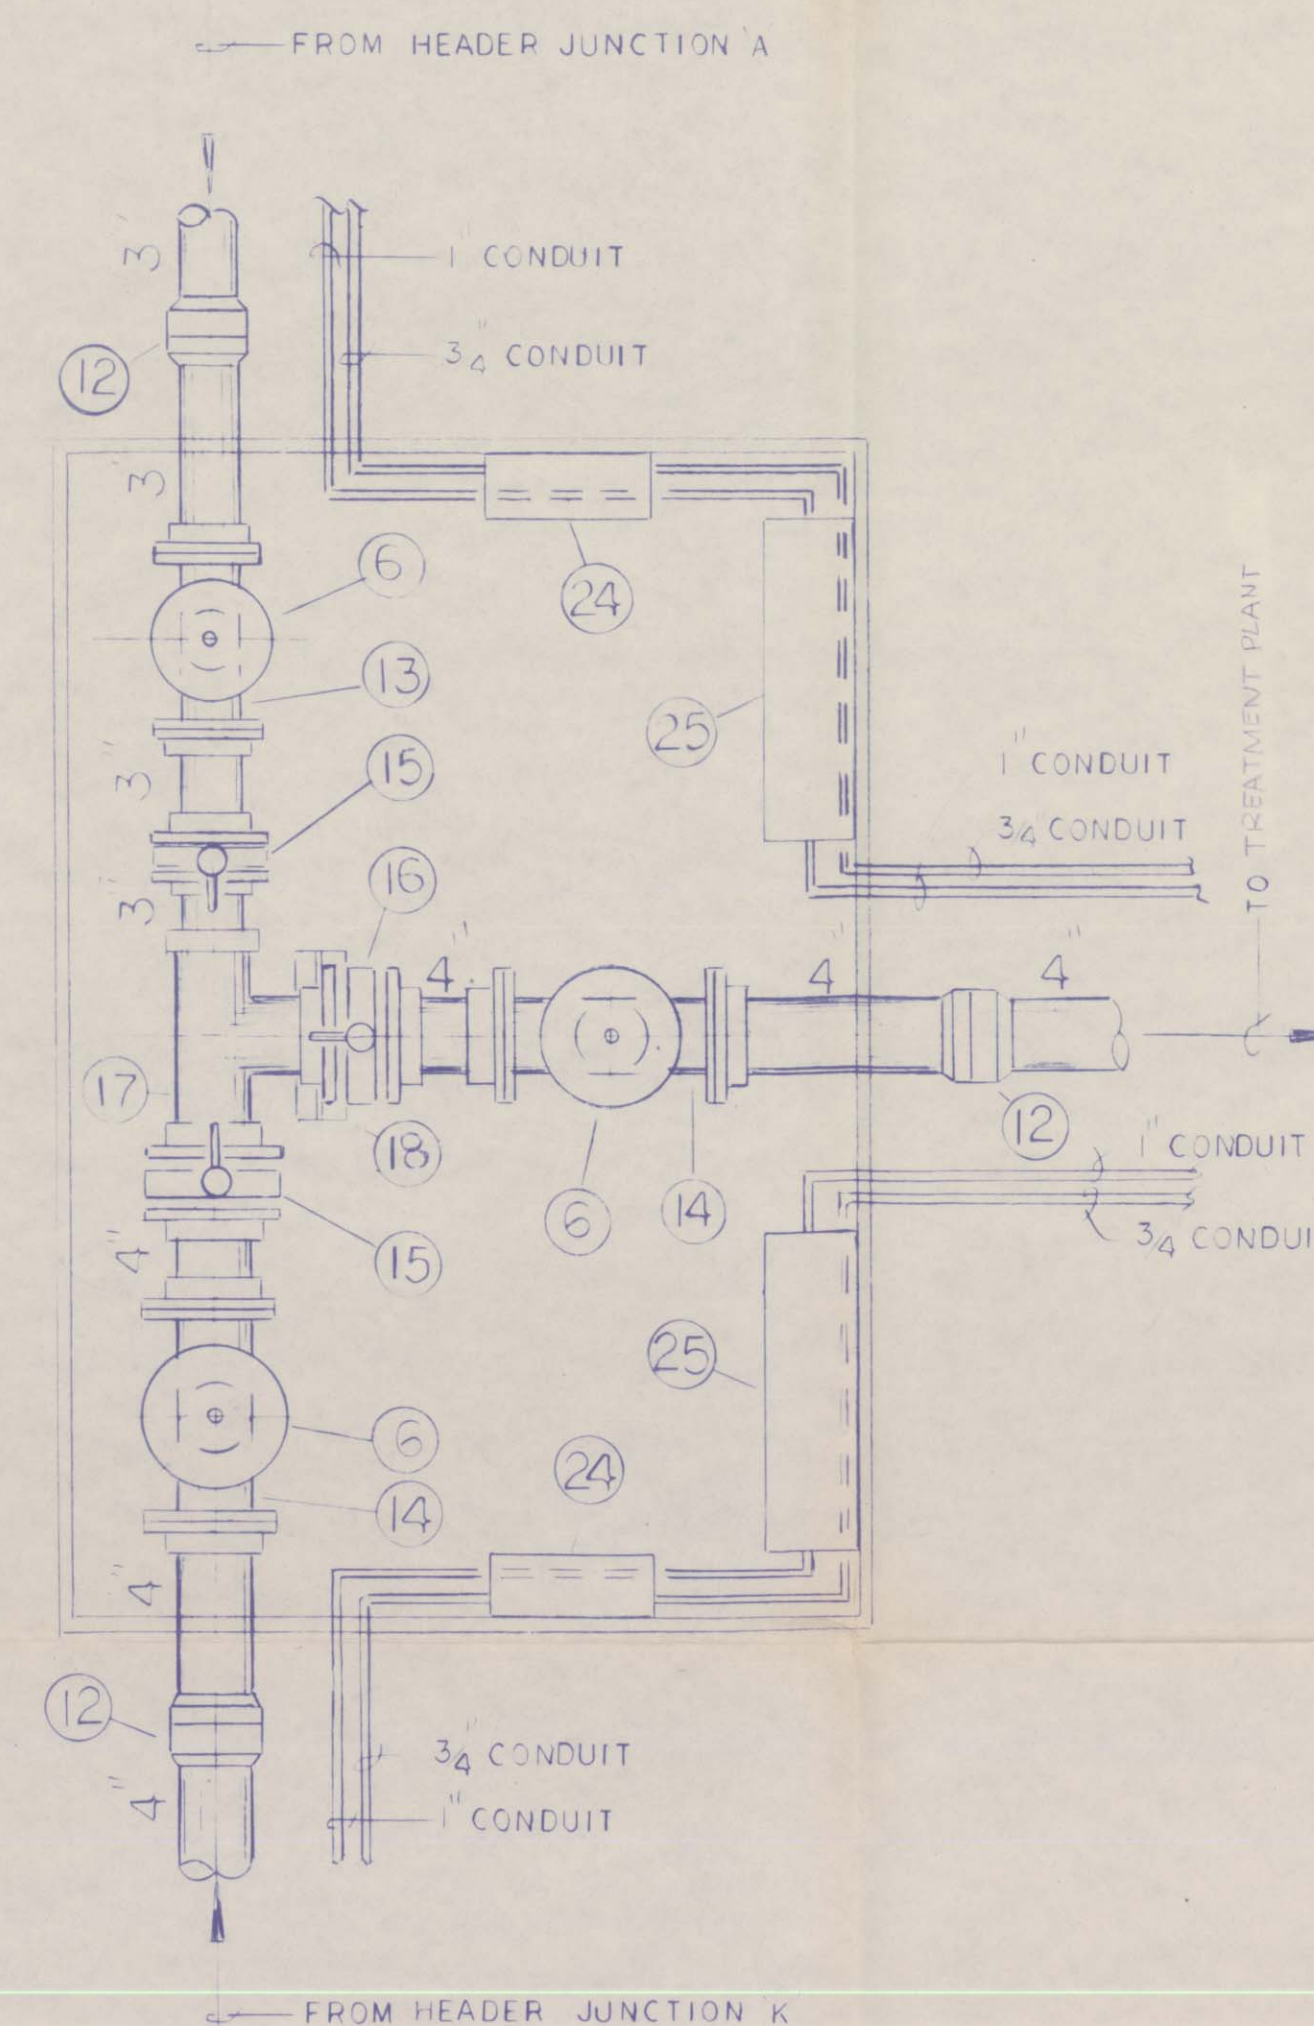 FROM HEADER JUNCTION A
3"
1" CONDUIT
3/4" CONDUIT
12
3"
6
24
13
25
3"
15
1" CONDUIT
3/4" CONDUIT
TO TREATMENT PLANT
16
3"
4"
4"
4"
17
12
18
1" CONDUIT
6
14
3/4 CONDUI
4"
15
25
6
24
14
4"
12
3/4" CONDUIT
4"
1" CONDUIT
FROM HEADER JUNCTION K